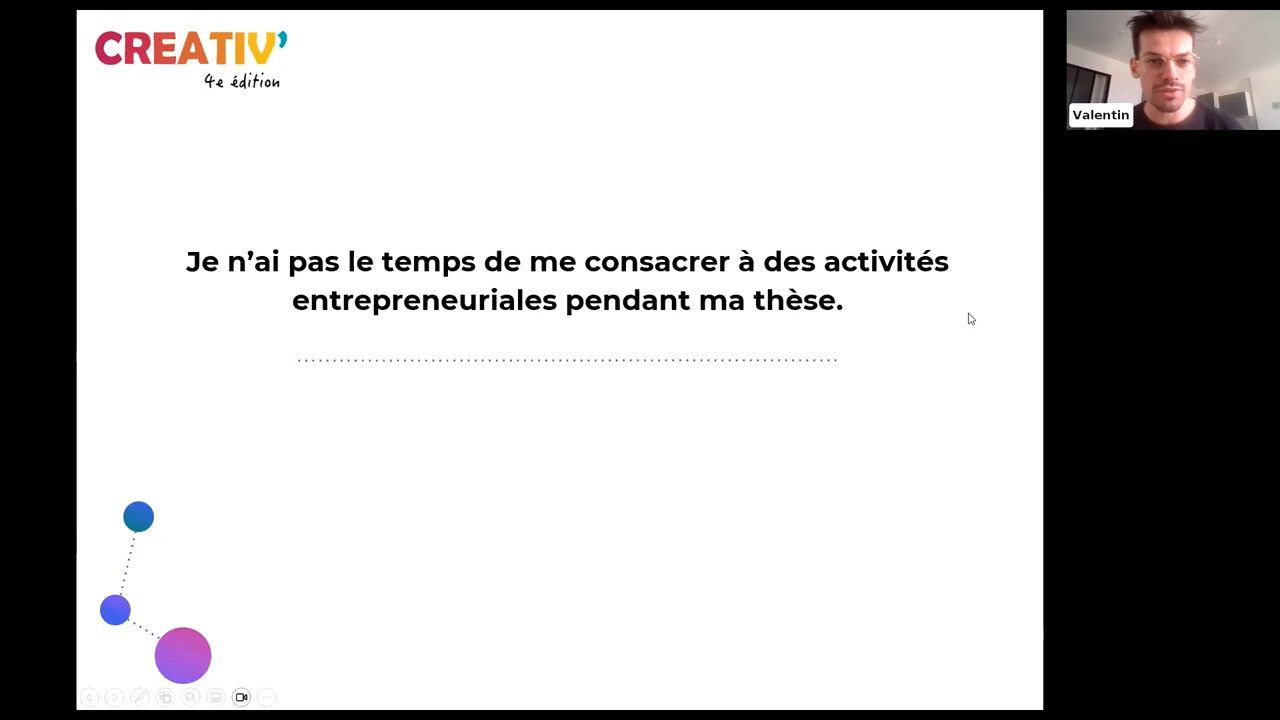 CREATIV’
4e édition
Valentin
Je n’ai pas le temps de me consacrer à des activités
entrepreneuriales pendant ma thèse.